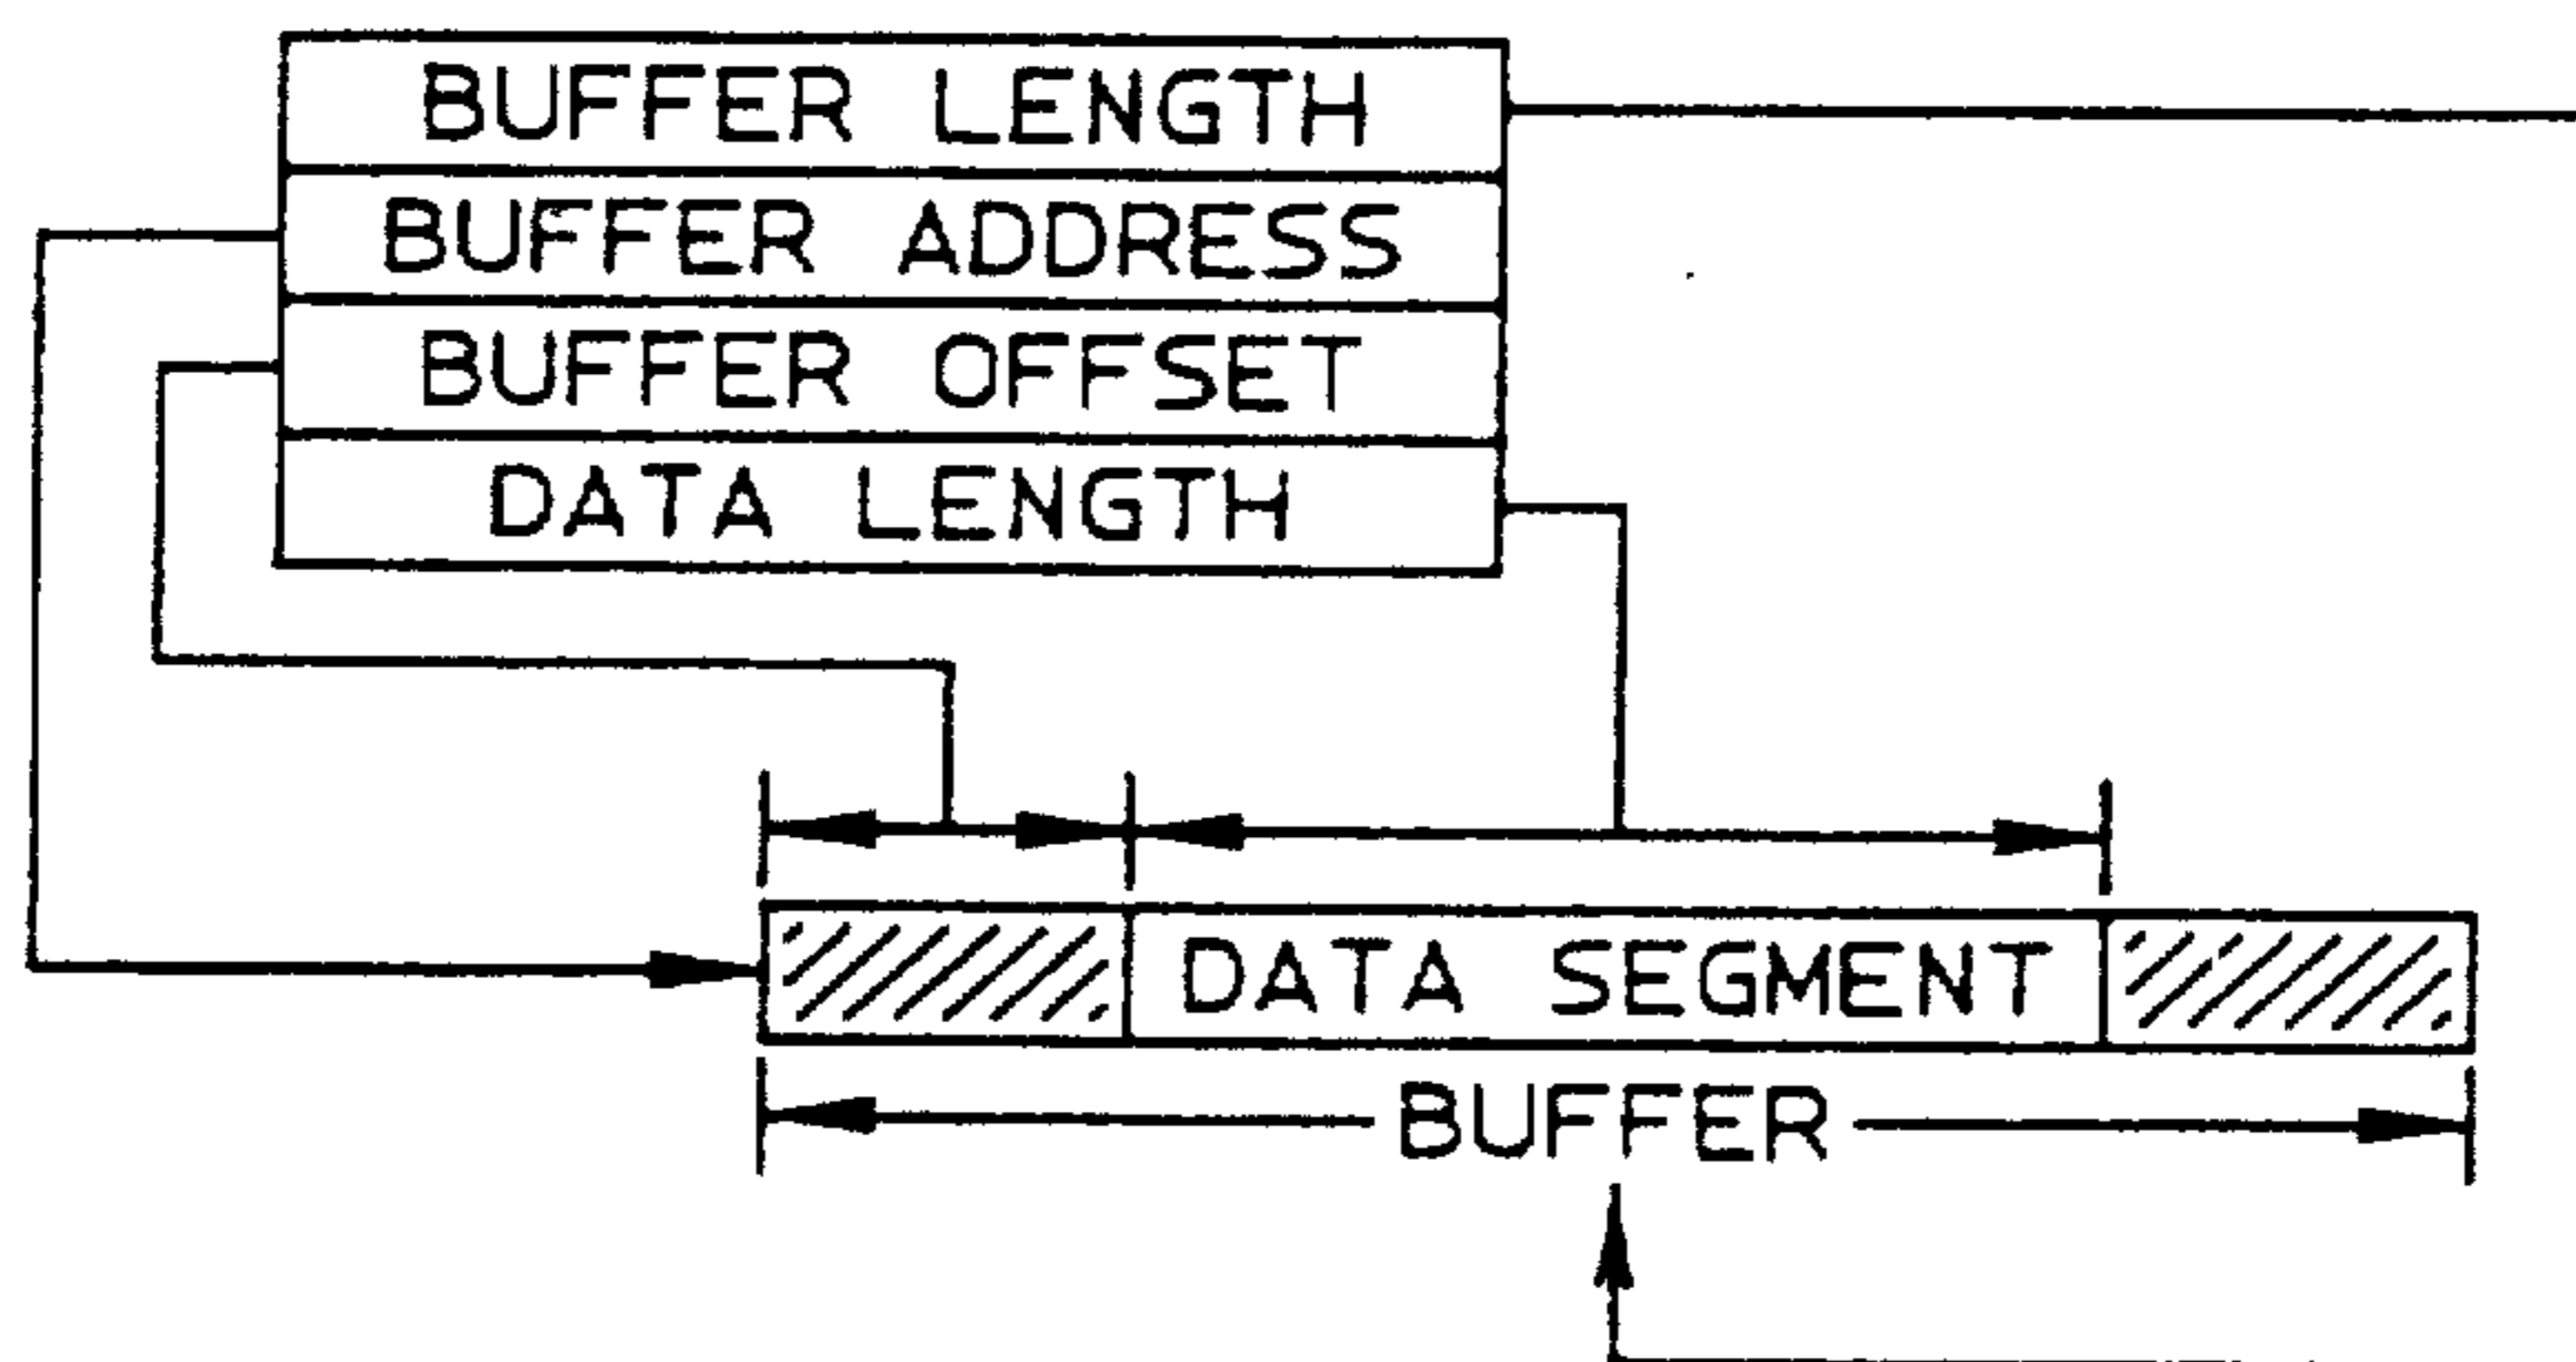 BUFFER LENGTH
BUFFER ADDRESS
BUFFER OFFSET
DATA LENGTH
DATA SEGMENT
BUFFER